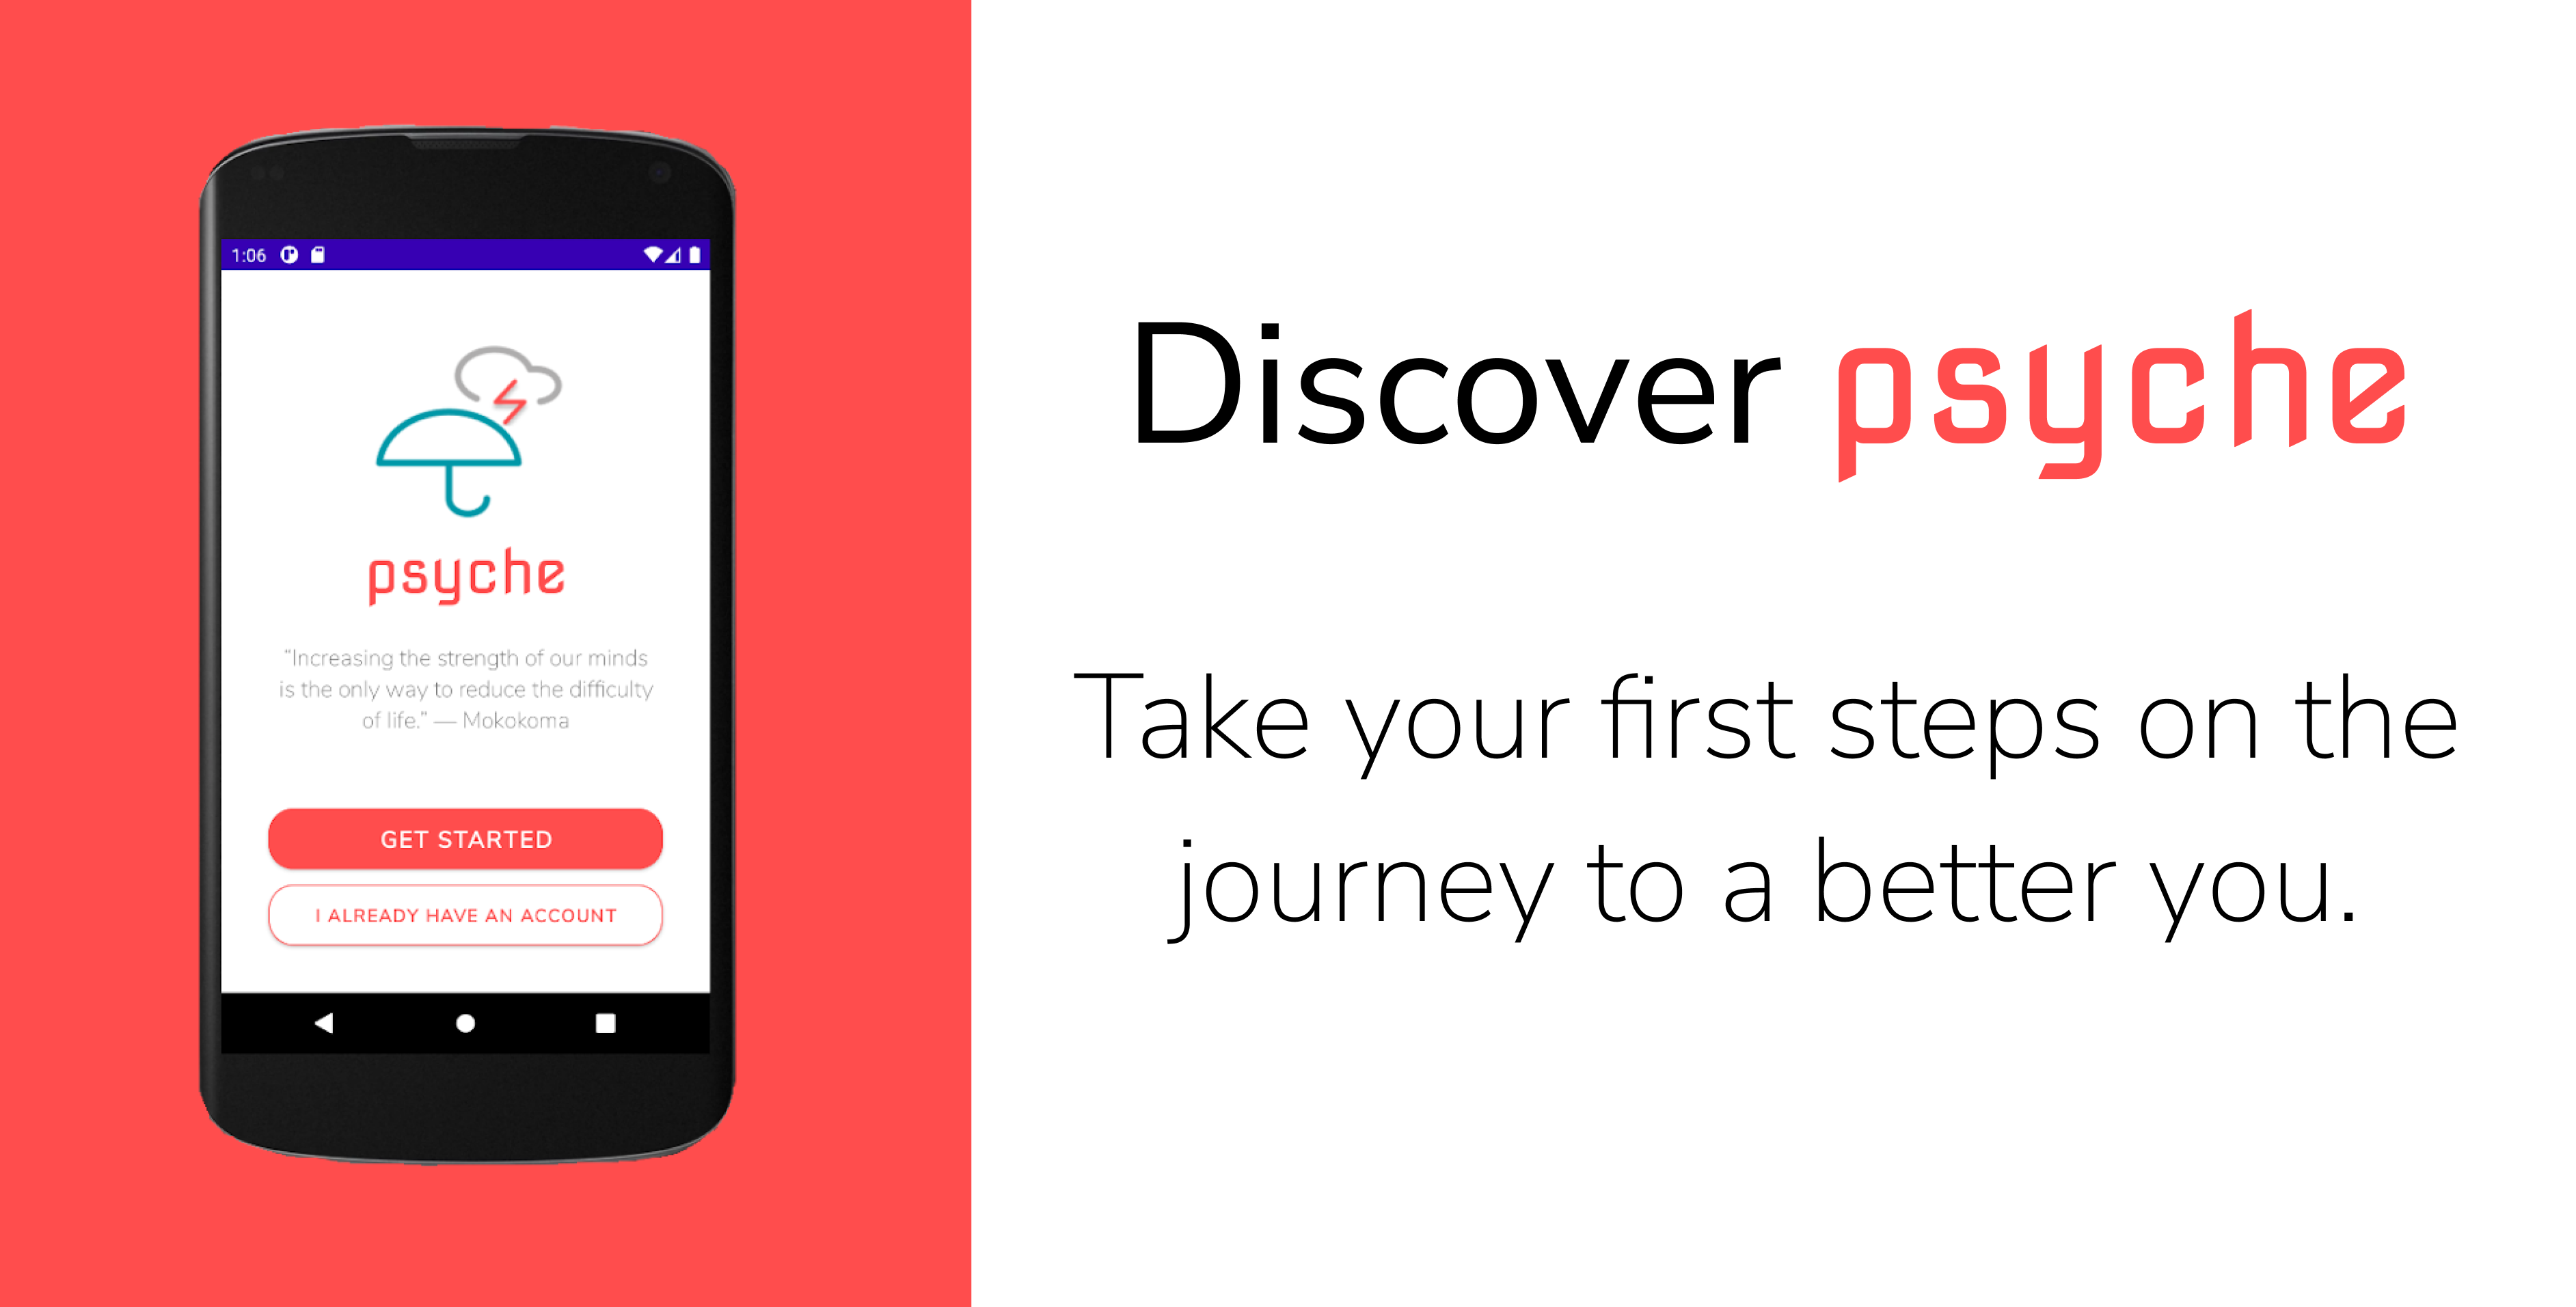 1:06
psyche
“Increasing the strength of our minds
is the only way to reduce the difficulty
of life.” — Mokokoma
GET STARTED
I ALREADY HAVE AN ACCOUNT
Discover psyche
Take your first steps on the
journey to a better you.